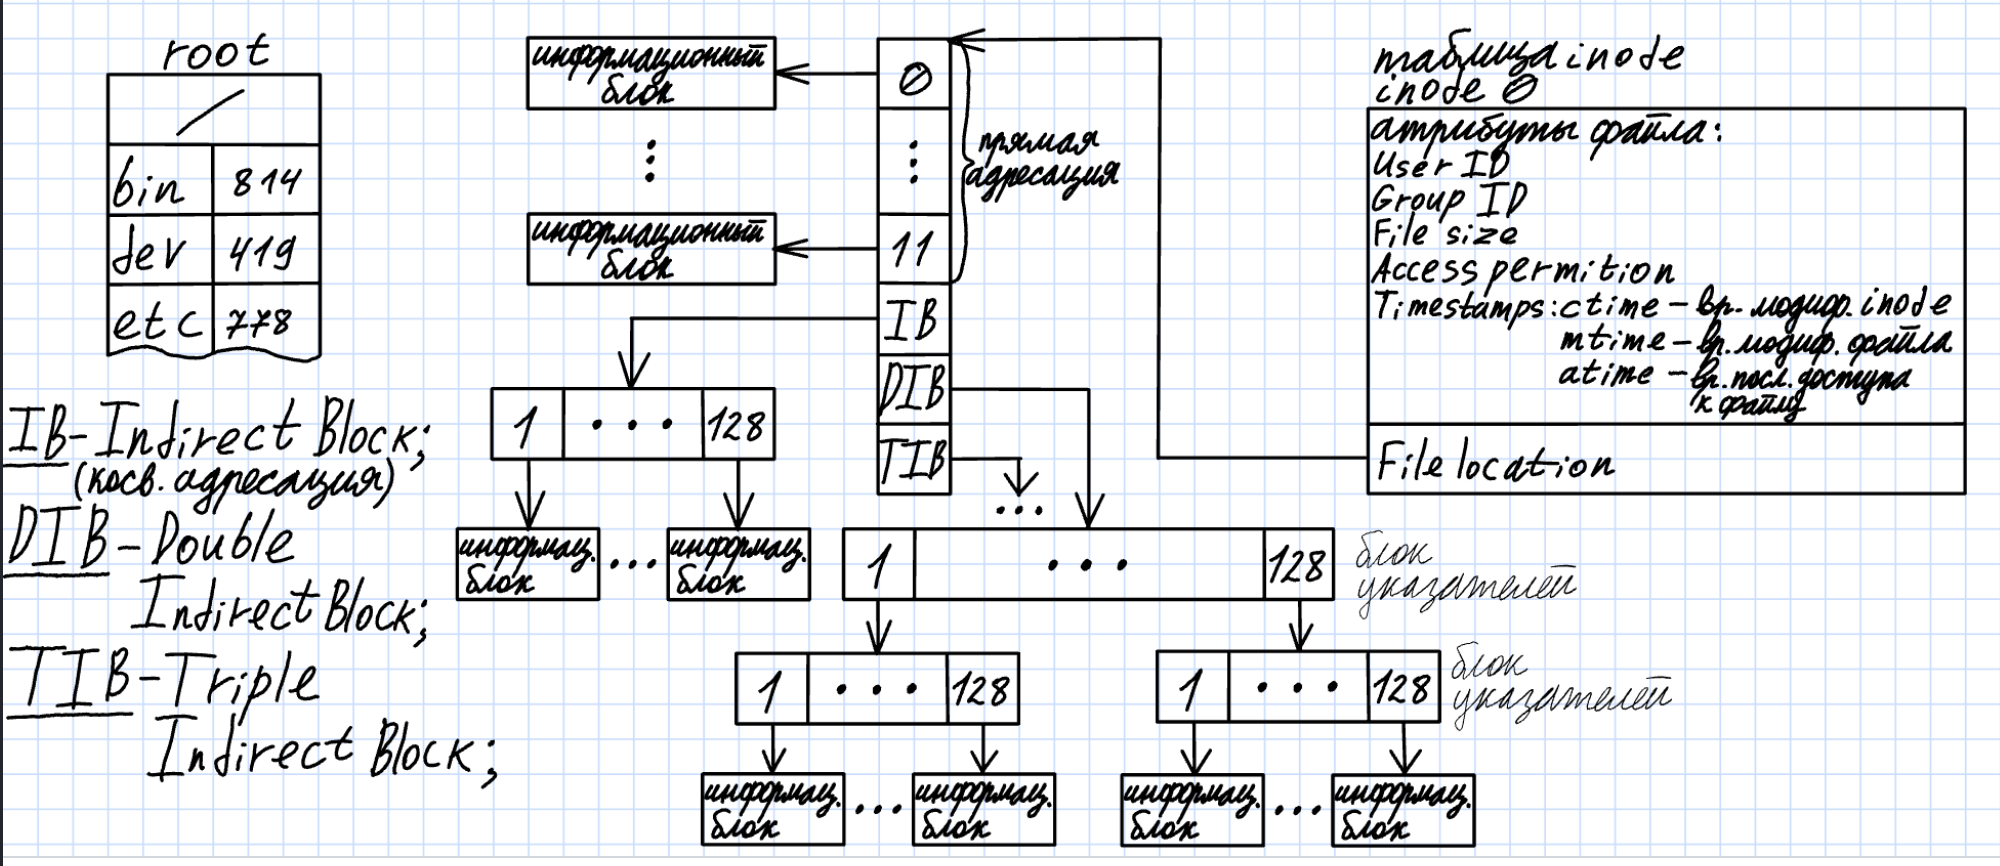 root
/
bin 814
dev 419
etc 778
IB-Indirect Block;
(косв. адресация)
DIB-Double
Indirect Block;
TIB-Triple
Indirect Block;
информационный
блок
информационный
блок
0
11
IB
DIB
TIB
прямая
адресация
1 ... 128
информац.
блок
...
информац.
блок
...
1 ... 128
блок
указателей
1 ... 128
1 ... 128
блок
указателей
информац.
блок
...
информац.
блок
информац.
блок
...
информац.
блок
таблица inode
inode 0
атрибуты файла:
User ID
Group ID
File size
Access permition
Timestamps: ctime - вр. модиф. inode
mtime - вр. модиф. файла
atime - вр. посл. доступа
к файлу
File location